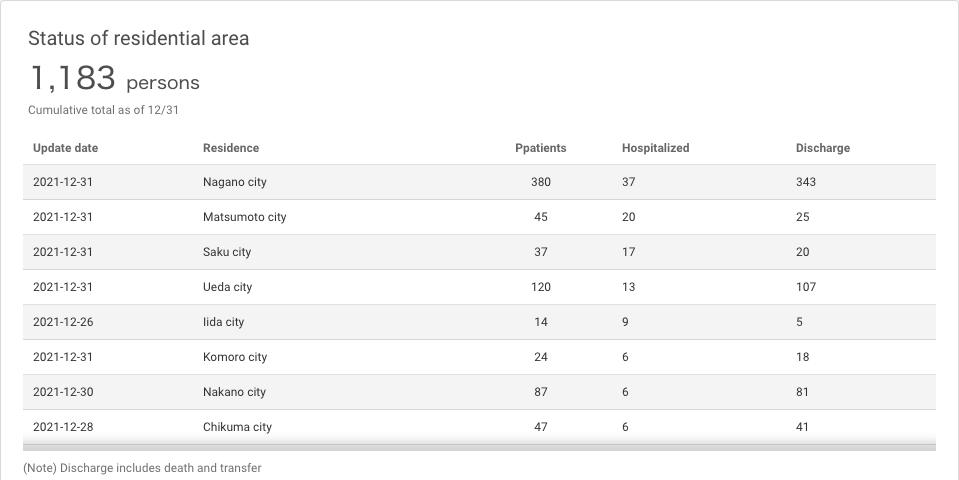 Status of residential area
1,183 persons
Cumulative total as of 12/31
Update date Residence Ppatients Hospitalized Discharge
2021-12-31 Nagano city 380 37 343
2021-12-31 Matsumoto city 45 20 25
2021-12-31 Saku city 37 17 20
2021-12-31 Ueda city 120 13 107
2021-12-26 Iida city 14 9 5
2021-12-31 Komoro city 24 6 18
2021-12-30 Nakano city 87 6 81
2021-12-28 Chikuma city 47 6 41
(Note) Discharge includes death and transfer